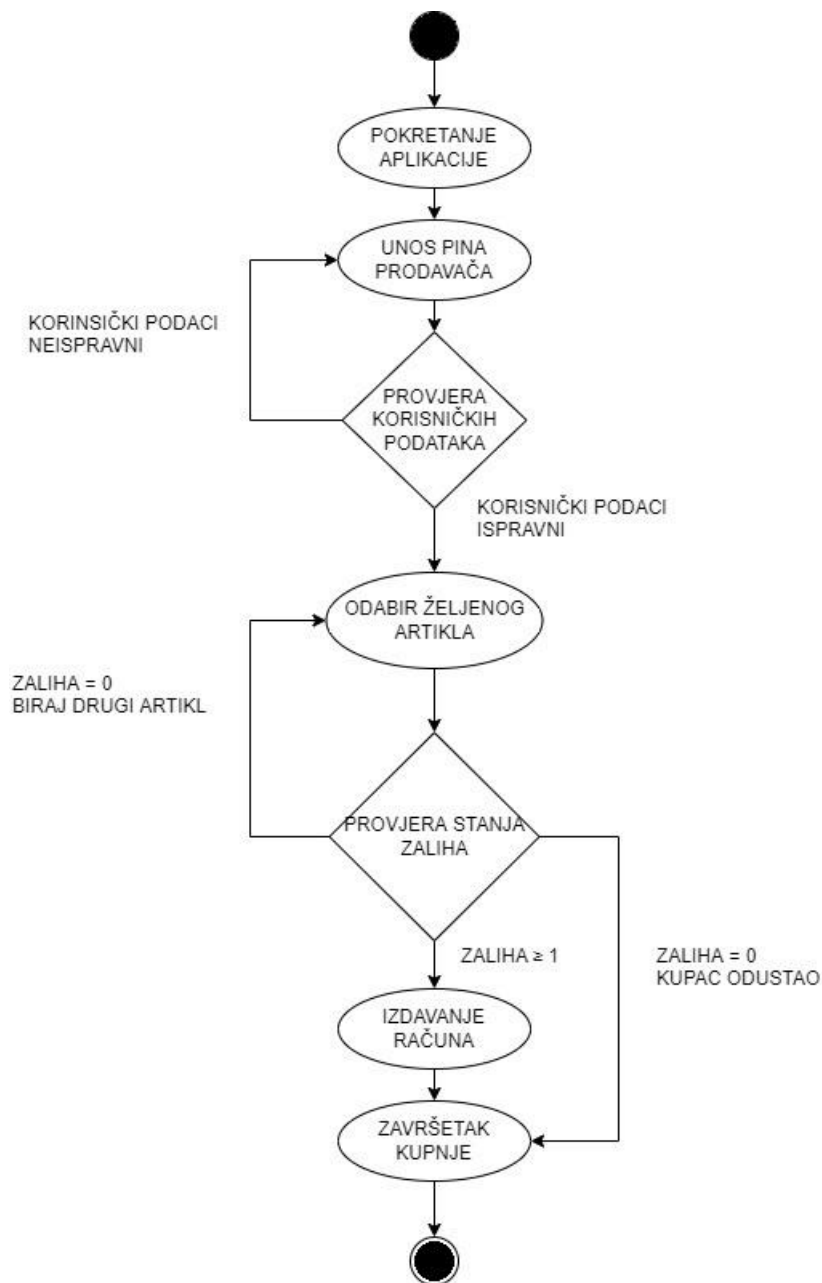 POKRETANJE
APLIKACIJE
UNOS PINA
PRODAVAČA
KORINSIČKI PODACI
NEISPRAVNI
PROVJERA
KORISNIČKIH
PODATAKA
KORISNIČKI PODACI
ISPRAVNI
ODABIR ŽELJENOG
ARTIKLA
ZALIHA = 0
BIRAJ DRUGI ARTIKL
PROVJERA STANJA
ZALIHA
ZALIHA ≥ 1
ZALIHA = 0
KUPAC ODUSTAO
IZDAVANJE
RAČUNA
ZAVRŠETAK
KUPNJE